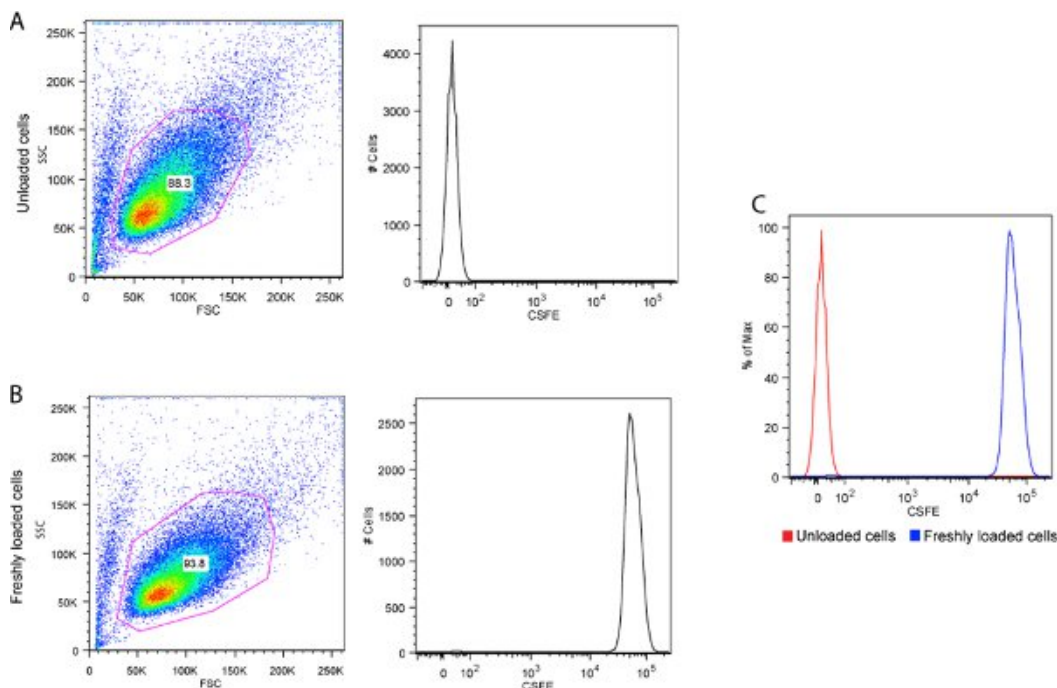 A
Unloaded cells
SSC
250K
200K
150K
100K
50K
0
88.3
0 50K 100K 150K 200K 250K
FSC
# Cells
4000
3000
2000
1000
0
0 10² 10³ 10⁴ 10⁵
CSFE
B
Freshly loaded cells
SSC
250K
200K
150K
100K
50K
0
93.8
0 50K 100K 150K 200K 250K
FSC
# Cells
2500
2000
1500
1000
500
0
0 10² 10³ 10⁴ 10⁵
CSFE
C
% of Max
100
80
60
40
20
0
0 10² 10³ 10⁴ 10⁵
CSFE
Unloaded cells Freshly loaded cells